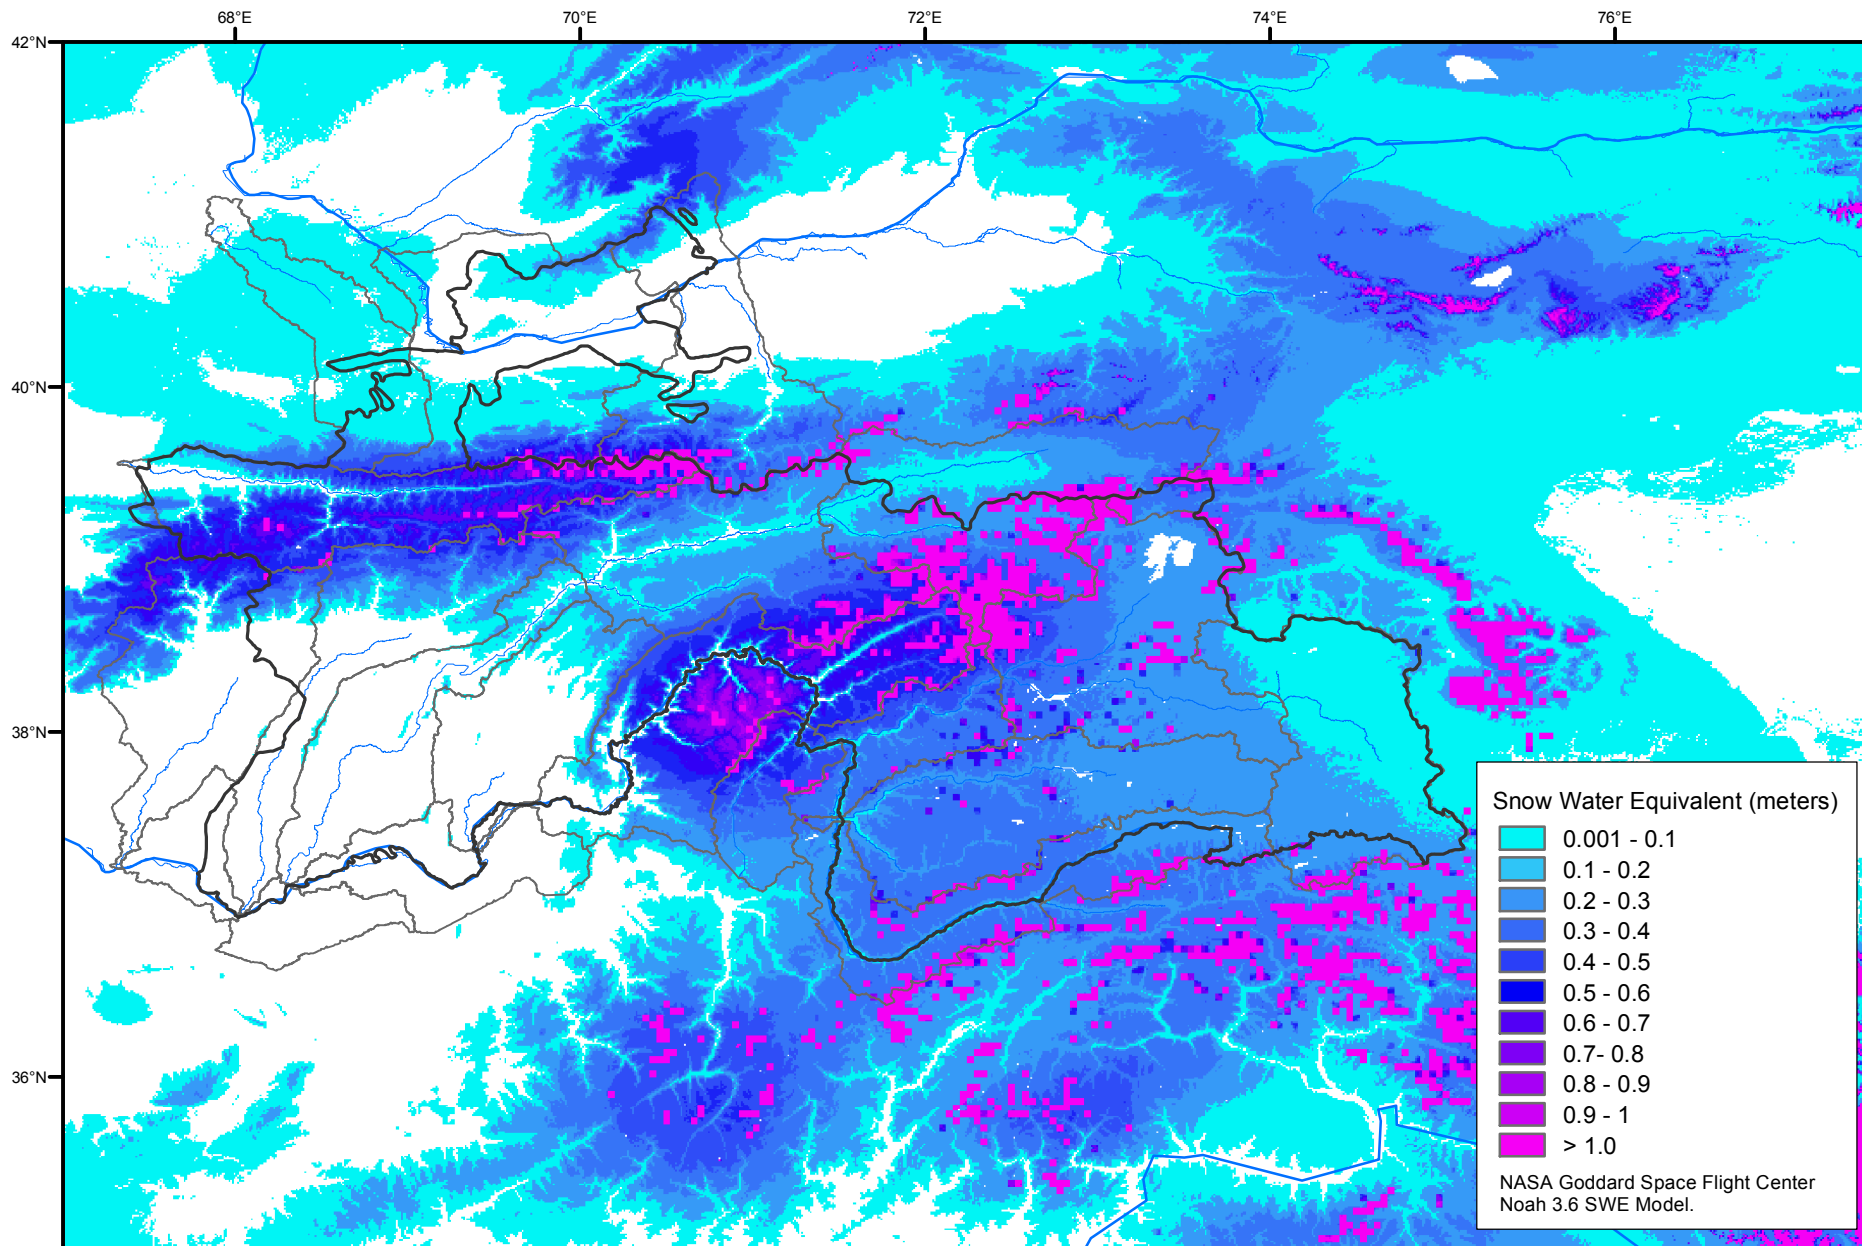 68°E 70°E 72°E 74°E 76°E
42°N
40°N
38°N
36°N
Snow Water Equivalent (meters)
0.001 - 0.1
0.1 - 0.2
0.2 - 0.3
0.3 - 0.4
0.4 - 0.5
0.5 - 0.6
0.6 - 0.7
0.7- 0.8
0.8 - 0.9
0.9 - 1
> 1.0
NASA Goddard Space Flight Center
Noah 3.6 SWE Model.